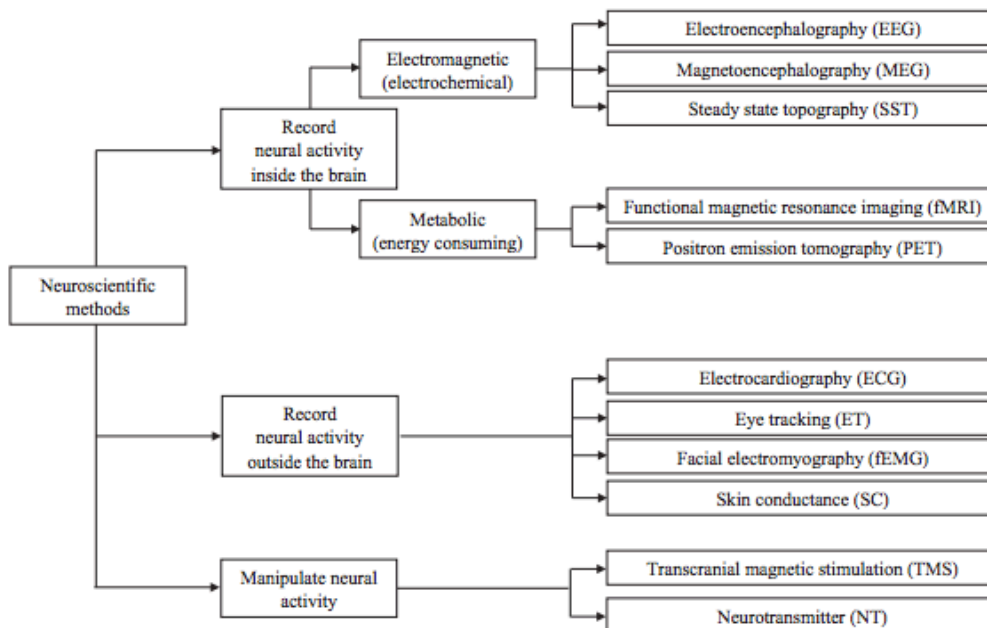 Electroencephalography (EEG)
Electromagnetic
(electrochemical)
Magnetoencephalography (MEG)
Steady state topography (SST)
Record
neural activity
inside the brain
Metabolic
(energy consuming)
Functional magnetic resonance imaging (fMRI)
Positron emission tomography (PET)
Neuroscientific
methods
Electrocardiography (ECG)
Record
neural activity
outside the brain
Eye tracking (ET)
Facial electromyography (fEMG)
Skin conductance (SC)
Manipulate neural
activity
Transcranial magnetic stimulation (TMS)
Neurotransmitter (NT)